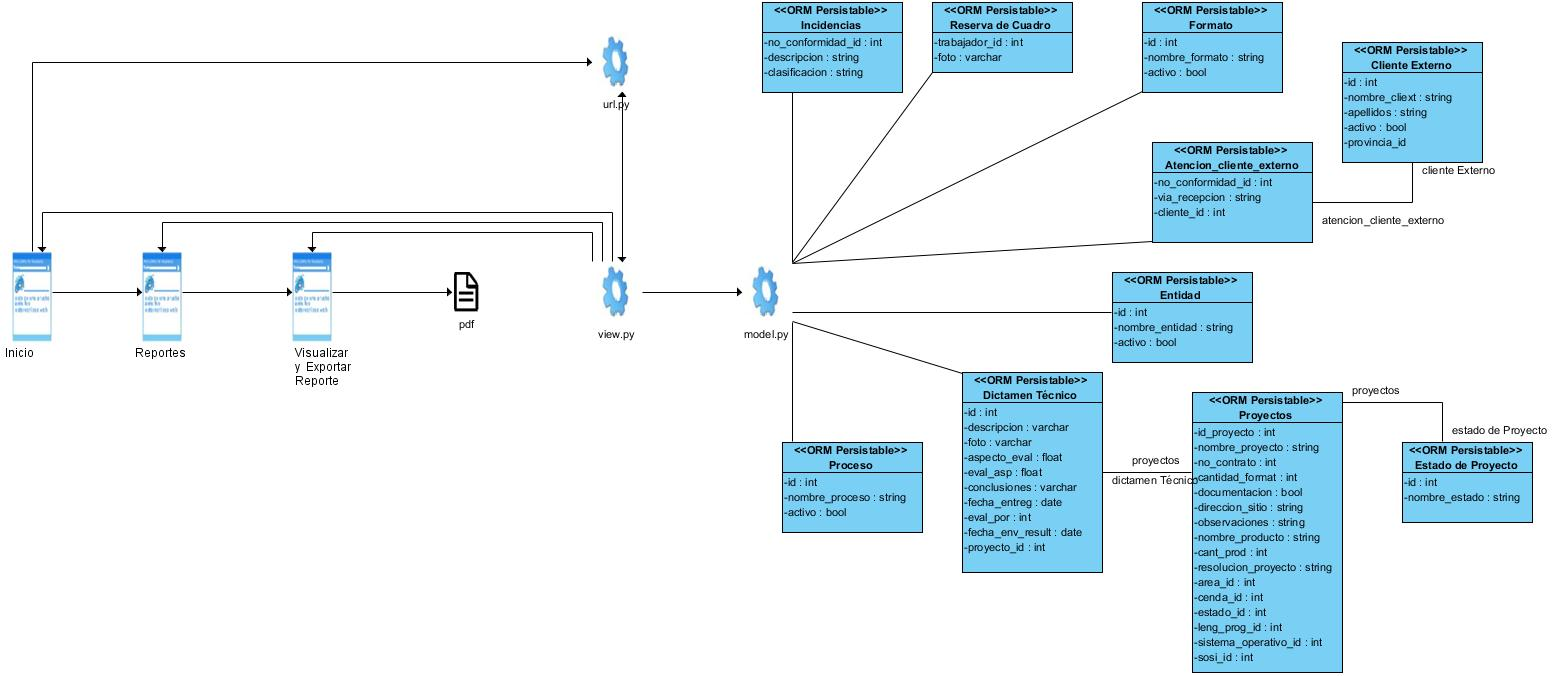 <<ORM Persistable>>
Incidencias
-no_conformidad_id : int
-descripcion : string
-clasificacion : string
<<ORM Persistable>>
Reserva de Cuadro
-trabajador_id : int
-foto : varchar
<<ORM Persistable>>
Formato
-id : int
-nombre_formato : string
-activo : bool
<<ORM Persistable>>
Cliente Externo
-id : int
-nombre_cliext : string
-apellidos : string
-activo : bool
-provincia_id
cliente Externo
url.py
<<ORM Persistable>>
Atencion_cliente_externo
-no_conformidad_id : int
-via_recepcion : string
-cliente_id : int
atencion_cliente_externo
Inicio
Reportes
Visualizar
y Exportar
Reporte
pdf
view.py
model.py
<<ORM Persistable>>
Entidad
-id : int
-nombre_entidad : string
-activo : bool
<<ORM Persistable>>
Proceso
-id : int
-nombre_proceso : string
-activo : bool
<<ORM Persistable>>
Dictamen Técnico
-id : int
-descripcion : varchar
-foto : varchar
-aspecto_eval : float
-eval_asp : float
-conclusiones : varchar
-fecha_entreg : date
-eval_por : int
-fecha_env_result : date
-proyecto_id : int
proyectos
dictamen Técnico
<<ORM Persistable>>
Proyectos
-id_proyecto : int
-nombre_proyecto : string
-no_contrato : int
-cantidad_format : int
-documentacion : bool
-direccion_sitio : string
-observaciones : string
-nombre_producto : string
-cant_prod : int
-resolucion_proyecto : string
-area_id : int
-cenda_id : int
-estado_id : int
-leng_prog_id : int
-sistema_operativo_id : int
-sosi_id : int
proyectos
estado de Proyecto
<<ORM Persistable>>
Estado de Proyecto
-id : int
-nombre_estado : string